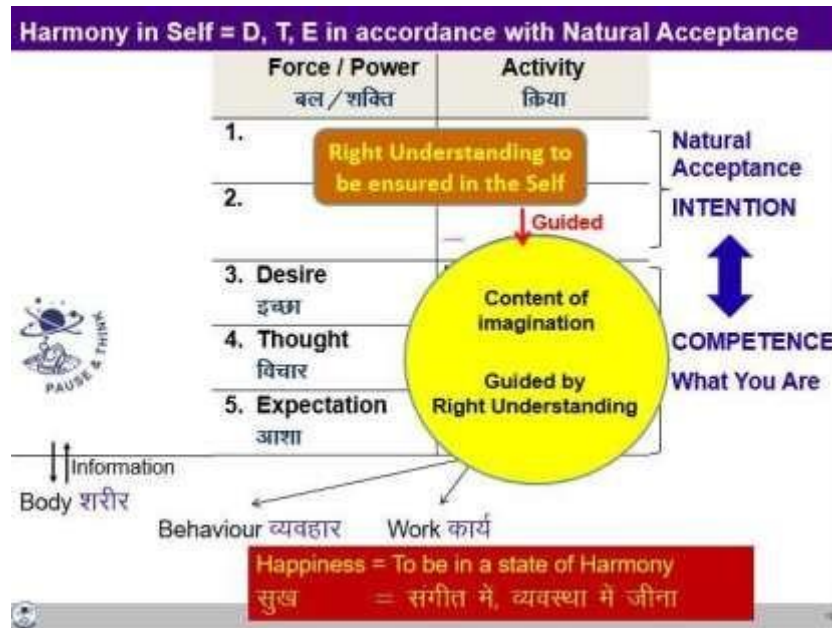 Harmony in Self = D, T, E in accordance with Natural Acceptance
Force / Power
बल / शक्ति
Activity
क्रिया
1.
Right Understanding to
be ensured in the Self
2.
Guided
Natural
Acceptance
INTENTION
3. Desire
इच्छा
4. Thought
विचार
5. Expectation
आशा
Content of
imagination
Guided by
Right Understanding
COMPETENCE
What You Are
PAUSE & THINK
Information
Body शरीर
Behaviour व्यवहार
Work कार्य
Happiness = To be in a state of Harmony
सुख = संगीत में, व्यवस्था में जीना